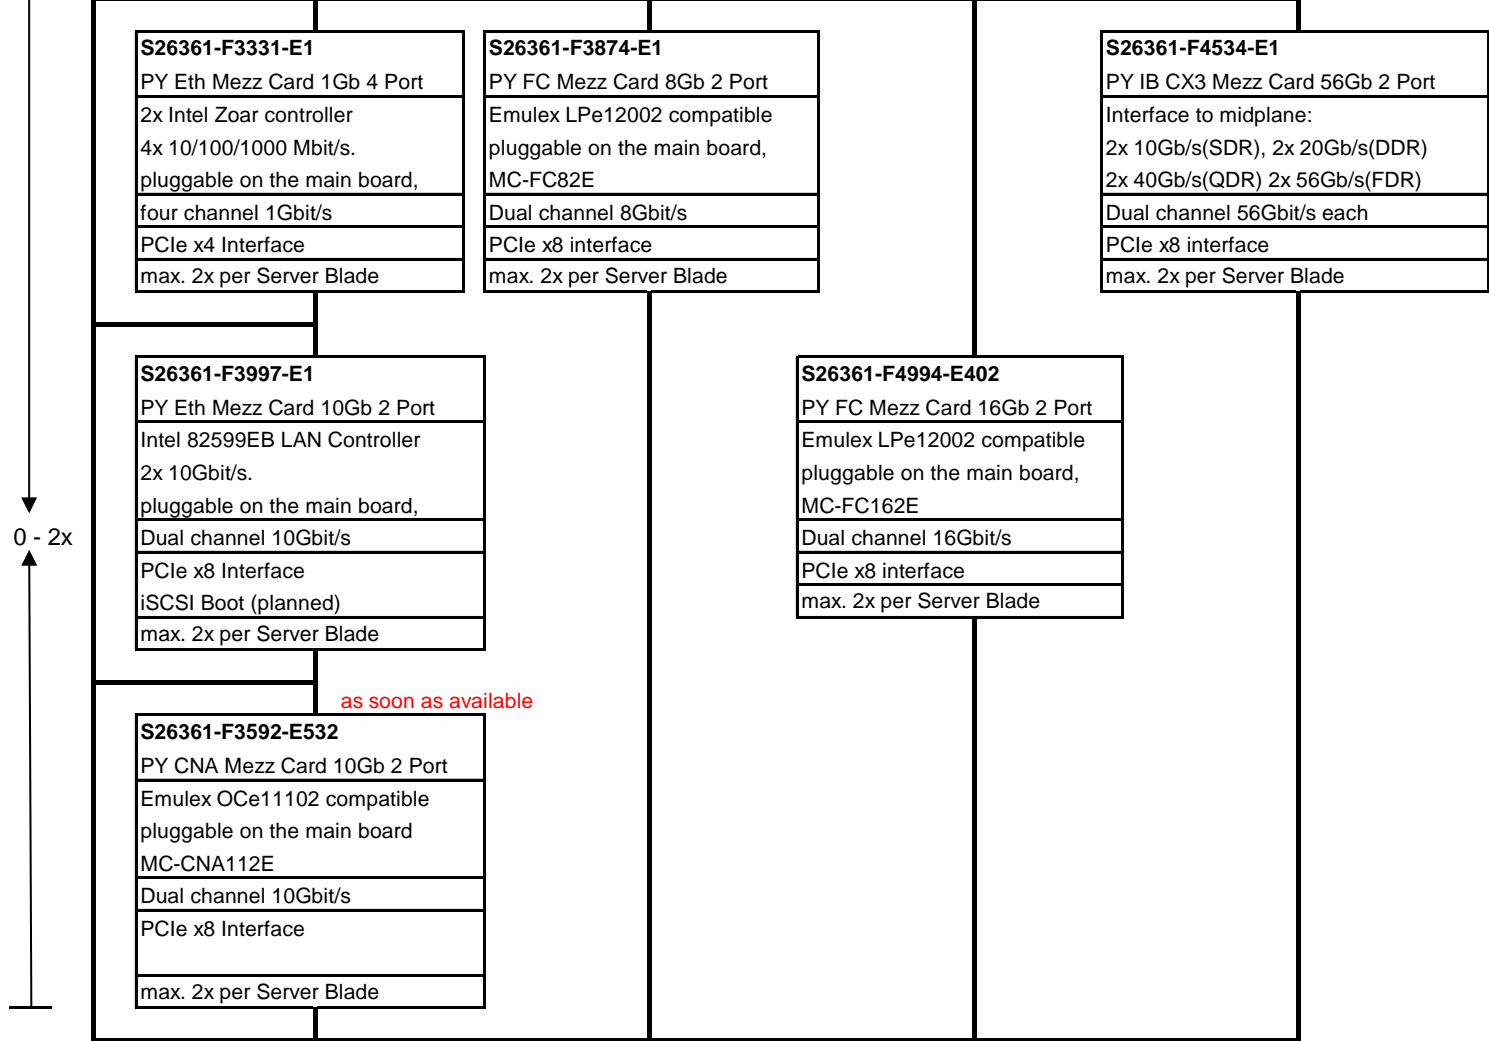 S26361-F3331-E1
PY Eth Mezz Card 1Gb 4 Port
2x Intel Zoar controller
4x 10/100/1000 Mbit/s.
pluggable on the main board,
four channel 1Gbit/s
PCIe x4 Interface
max. 2x per Server Blade
S26361-F3874-E1
PY FC Mezz Card 8Gb 2 Port
Emulex LPe12002 compatible
pluggable on the main board,
MC-FC82E
Dual channel 8Gbit/s
PCIe x8 interface
max. 2x per Server Blade
S26361-F4534-E1
PY IB CX3 Mezz Card 56Gb 2 Port
Interface to midplane:
2x 10Gb/s(SDR), 2x 20Gb/s(DDR)
2x 40Gb/s(QDR) 2x 56Gb/s(FDR)
Dual channel 56Gbit/s each
PCIe x8 interface
max. 2x per Server Blade
0 - 2x
S26361-F3997-E1
PY Eth Mezz Card 10Gb 2 Port
Intel 82599EB LAN Controller
2x 10Gbit/s.
pluggable on the main board,
Dual channel 10Gbit/s
PCIe x8 Interface
iSCSI Boot (planned)
max. 2x per Server Blade
S26361-F4994-E402
PY FC Mezz Card 16Gb 2 Port
Emulex LPe12002 compatible
pluggable on the main board,
MC-FC162E
Dual channel 16Gbit/s
PCIe x8 interface
max. 2x per Server Blade
as soon as available
S26361-F3592-E532
PY CNA Mezz Card 10Gb 2 Port
Emulex OCe11102 compatible
pluggable on the main board
MC-CNA112E
Dual channel 10Gbit/s
PCIe x8 Interface
max. 2x per Server Blade